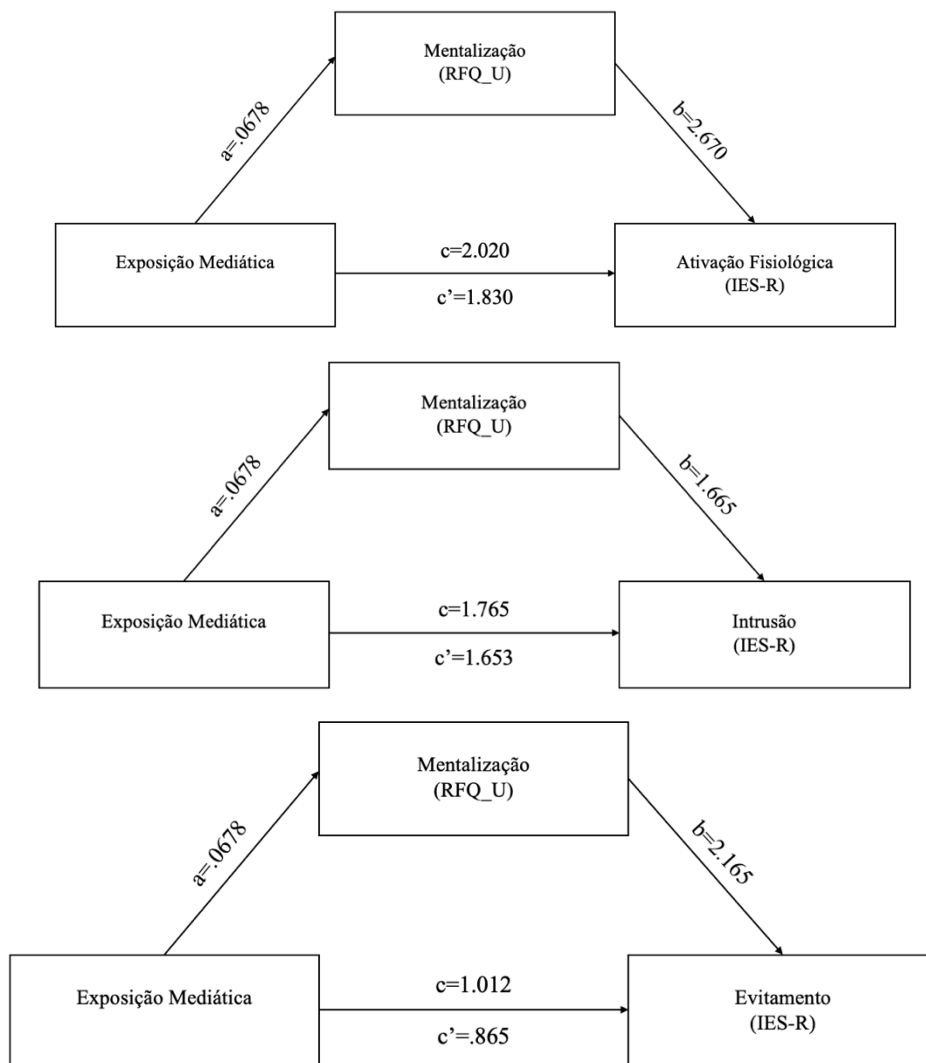 Mentalização
(RFQ_U)
a=.0678
b=2.670
Exposição Mediática
c=2.020
c’=1.830
Ativação Fisiológica
(IES-R)
Mentalização
(RFQ_U)
a=.0678
b=1.665
Exposição Mediática
c=1.765
c’=1.653
Intrusão
(IES-R)
Mentalização
(RFQ_U)
a=.0678
b=2.165
Exposição Mediática
c=1.012
c’=.865
Evitamento
(IES-R)